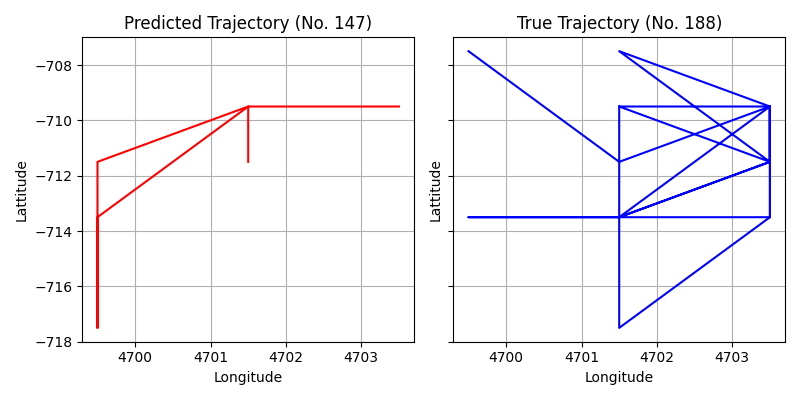 Predicted Trajectory (No. 147)
True Trajectory (No. 188)
−708
−710
−712
−714
−716
−718
Lattitude
Lattitude
4700 4701 4702 4703
4700 4701 4702 4703
Longitude
Longitude